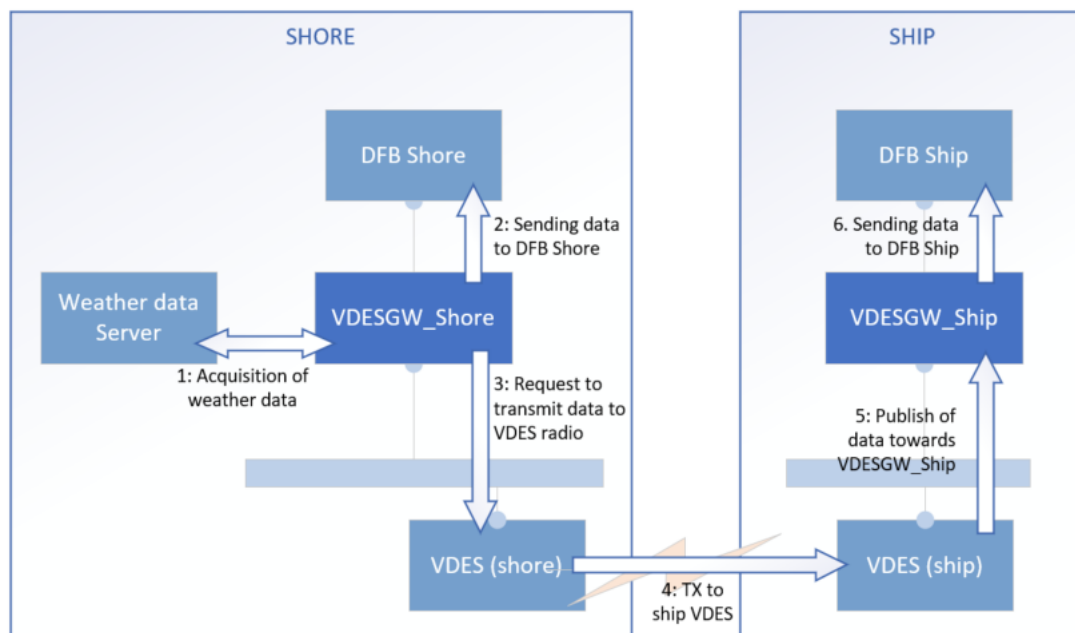 SHORE
SHIP
DFB Shore
DFB Ship
2: Sending data
to DFB Shore
6. Sending data
to DFB Ship
Weather data
Server
VDESGW_Shore
VDESGW_Ship
1: Acquisition of
weather data
3: Request to
transmit data to
VDES radio
5: Publish of
data towards
VDESGW_Ship
VDES (shore)
VDES (ship)
4: TX to
ship VDES